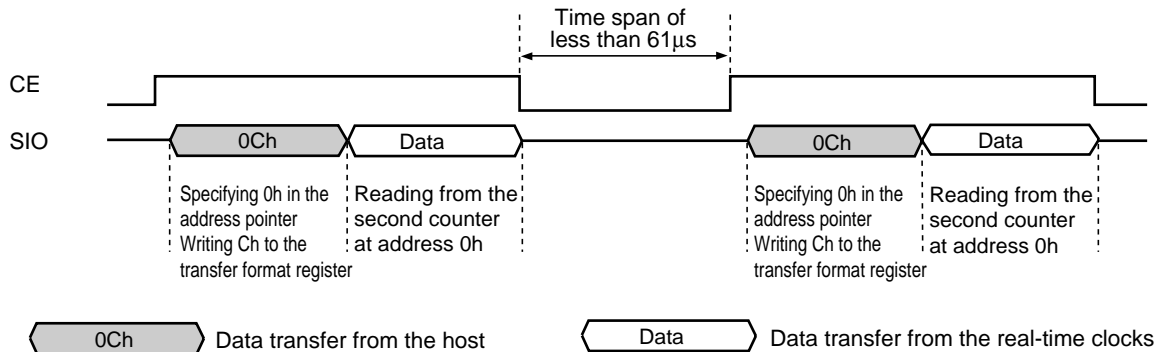 Time span of
less than 61μs
CE
SIO
0Ch
Data
0Ch
Data
Specifying 0h in the
address pointer
Writing Ch to the
transfer format register
Reading from the
second counter
at address 0h
Specifying 0h in the
address pointer
Writing Ch to the
transfer format register
Reading from the
second counter
at address 0h
0Ch
Data transfer from the host
Data
Data transfer from the real-time clocks